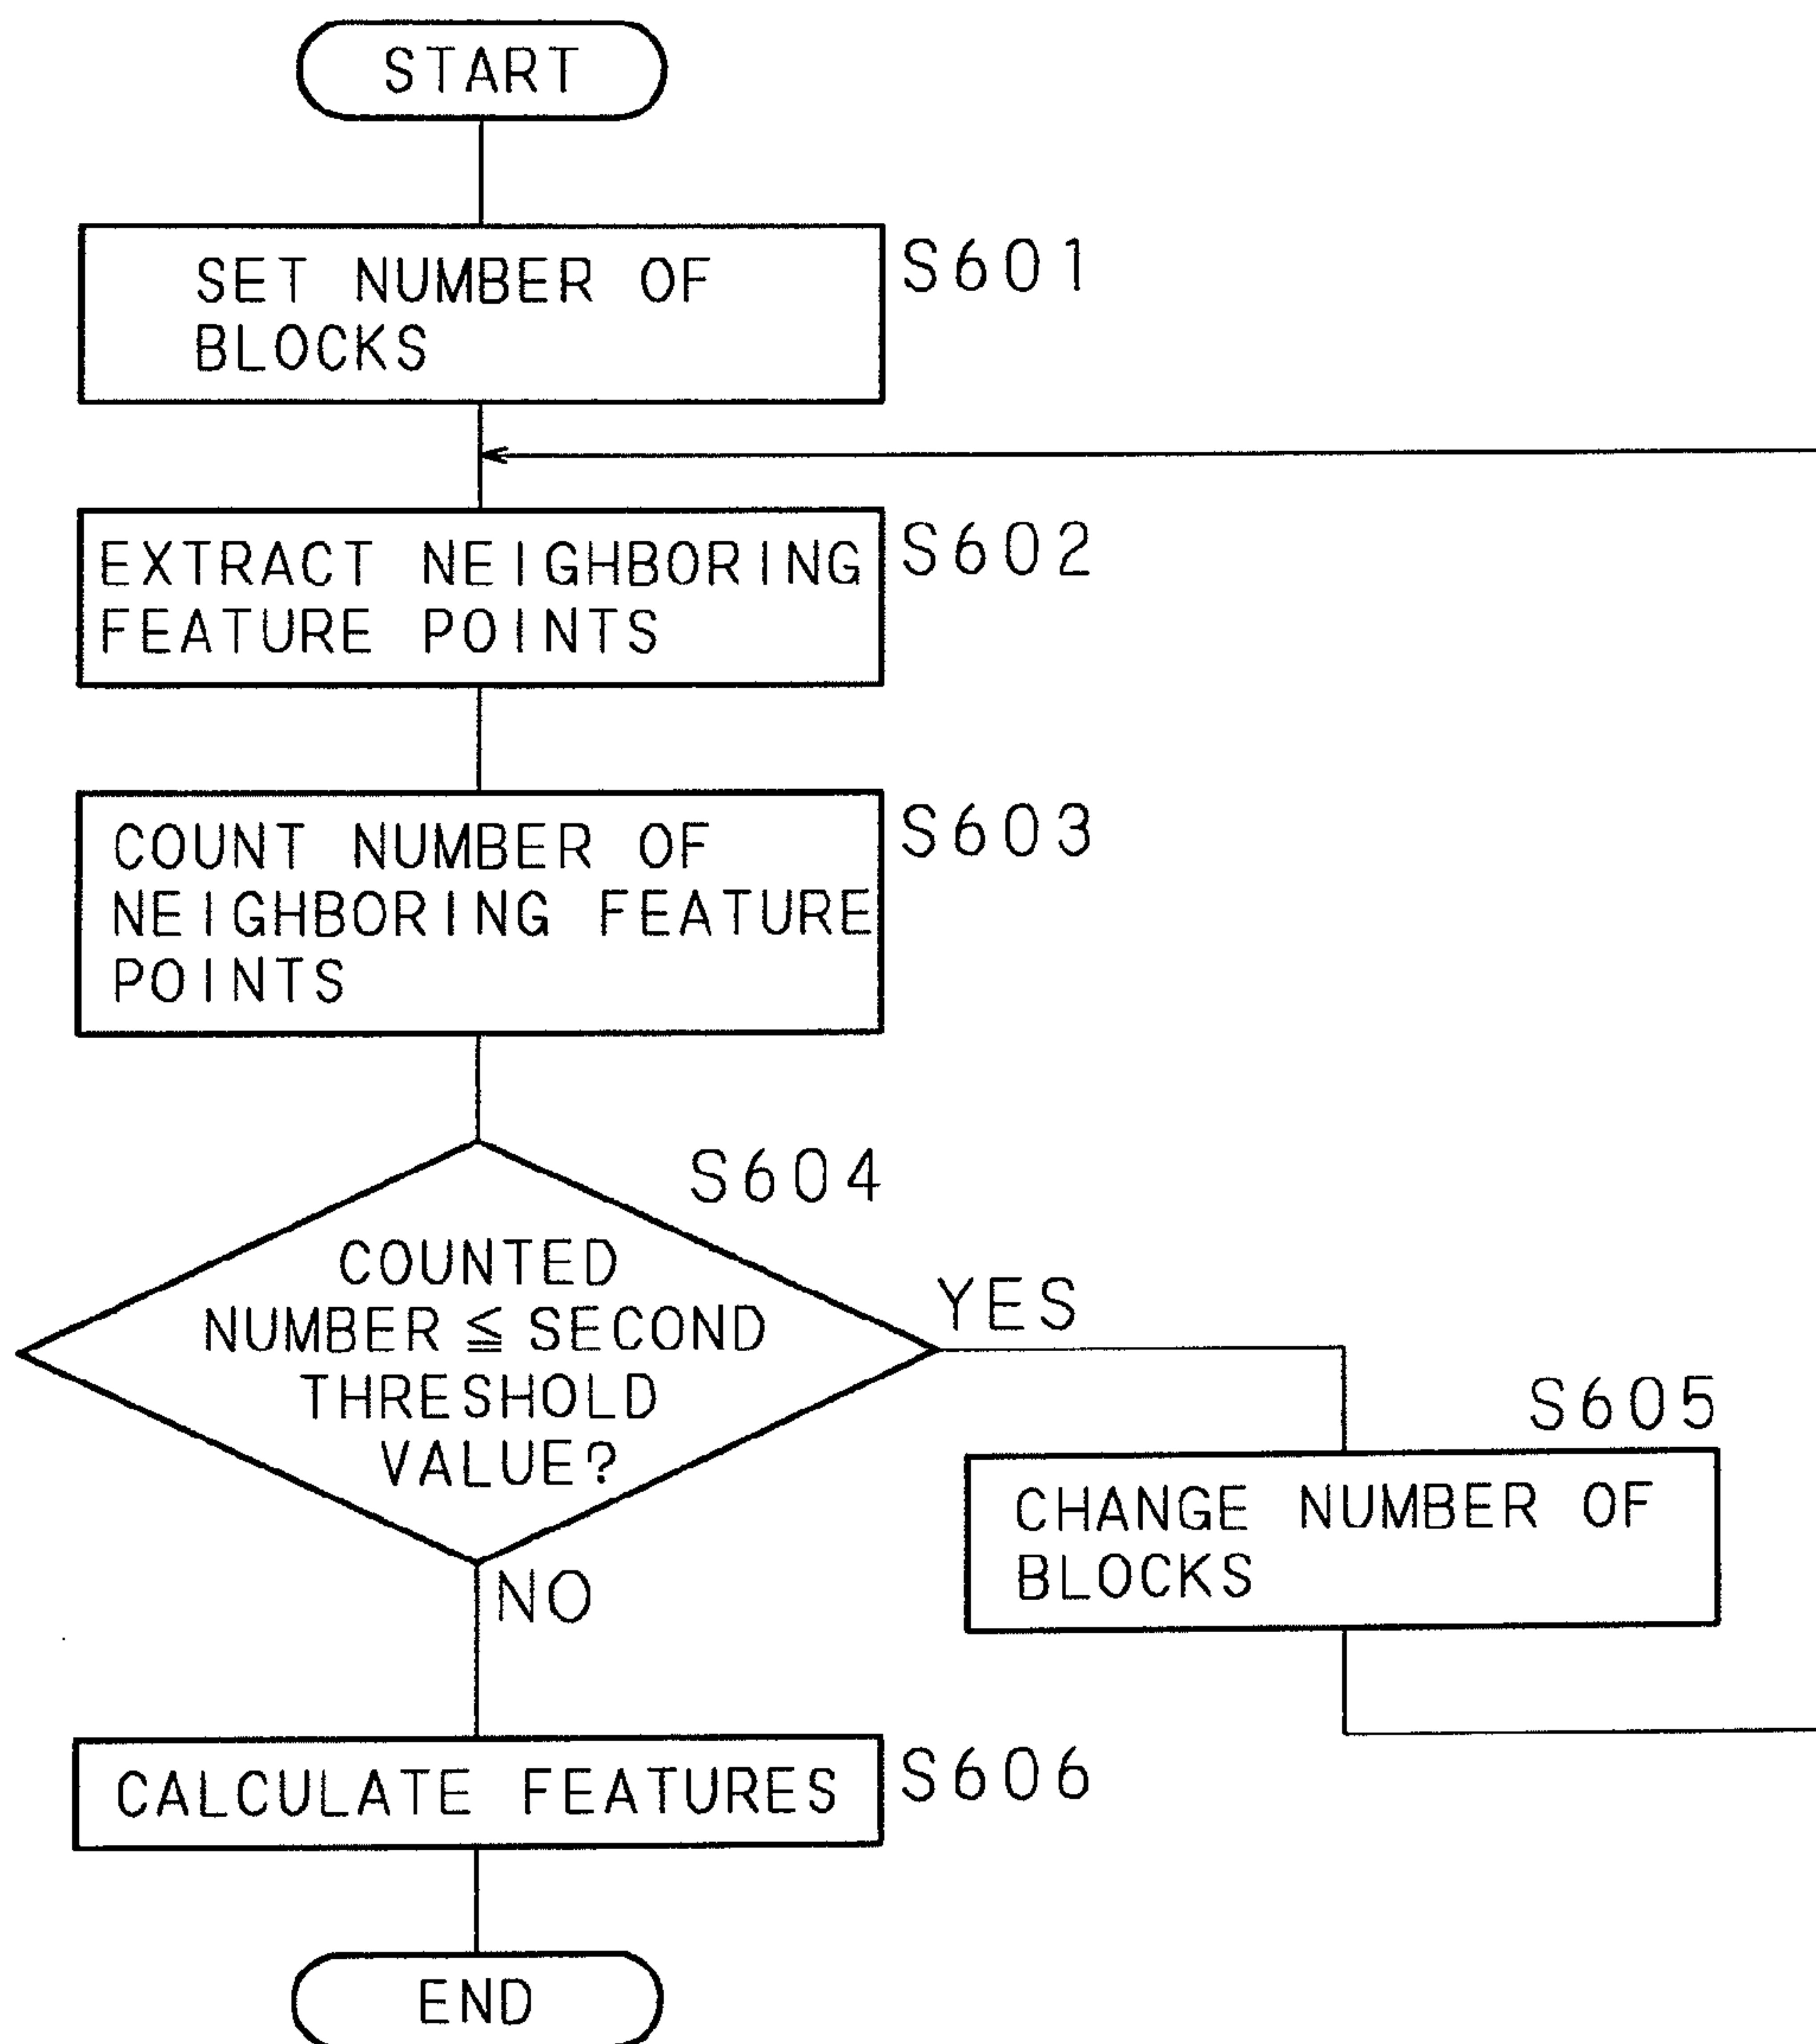 START
SET NUMBER OF
BLOCKS
S601
EXTRACT NEIGHBORING
FEATURE POINTS
S602
COUNT NUMBER OF
NEIGHBORING FEATURE
POINTS
S603
S604
COUNTED
NUMBER ≦ SECOND
THRESHOLD
VALUE?
YES
S605
CHANGE NUMBER OF
BLOCKS
NO
CALCULATE FEATURES
S606
END